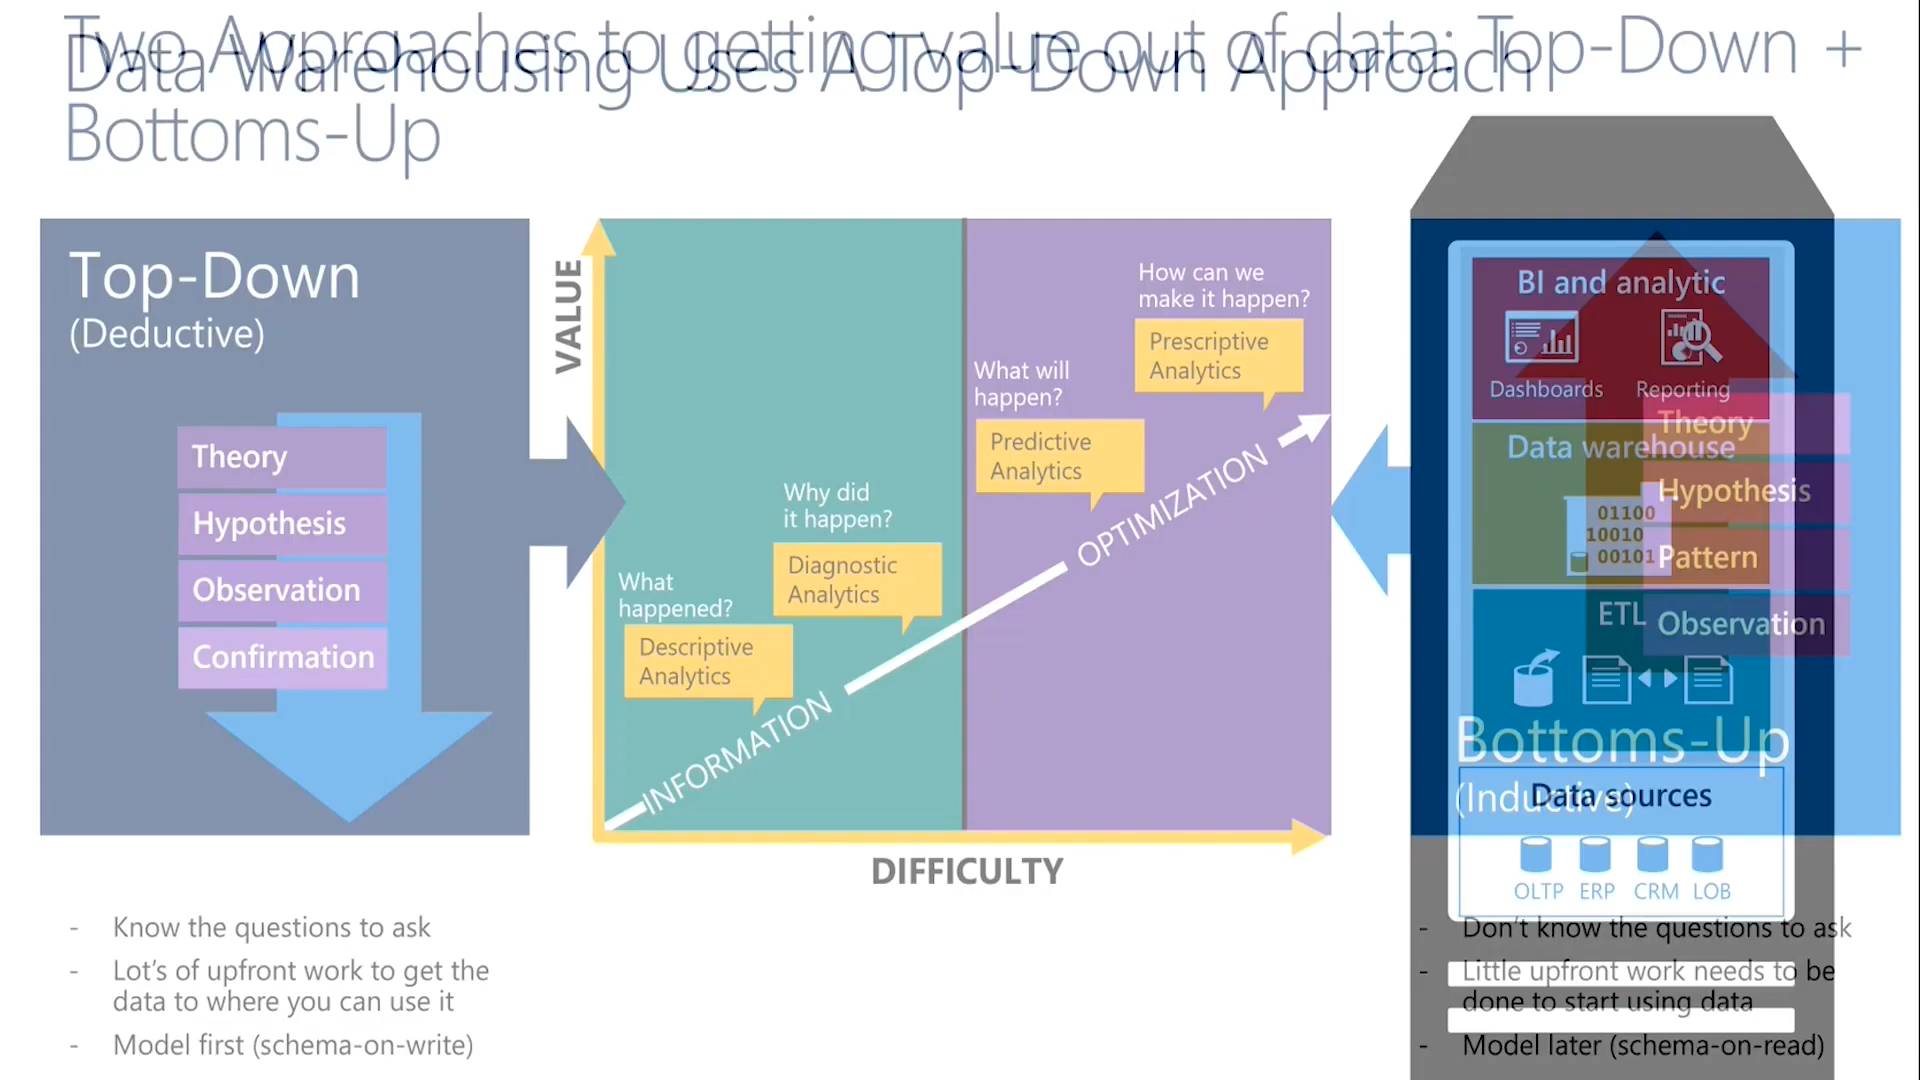 Two Approaches to getting value out of data: Top-Down +
Bottoms-Up
Data Warehousing Uses A Top-Down Approach
Top-Down
(Deductive)
Theory
Hypothesis
Observation
Confirmation
- Know the questions to ask
- Lot's of upfront work to get the
data to where you can use it
- Model first (schema-on-write)
VALUE
What
happened?
Descriptive
Analytics
Why did
it happen?
Diagnostic
Analytics
What will
happen?
Predictive
Analytics
How can we
make it happen?
Prescriptive
Analytics
INFORMATION
OPTIMIZATION
DIFFICULTY
BI and analytic
Dashboards
Reporting
Data warehouse
01100
10010
00101
ETL
Data sources
OLTP ERP CRM LOB
Theory
Hypothesis
Pattern
Observation
Bottoms-Up
(Inductive)
- Don't know the questions to ask
- Little upfront work needs to be
done to start using data
- Model later (schema-on-read)